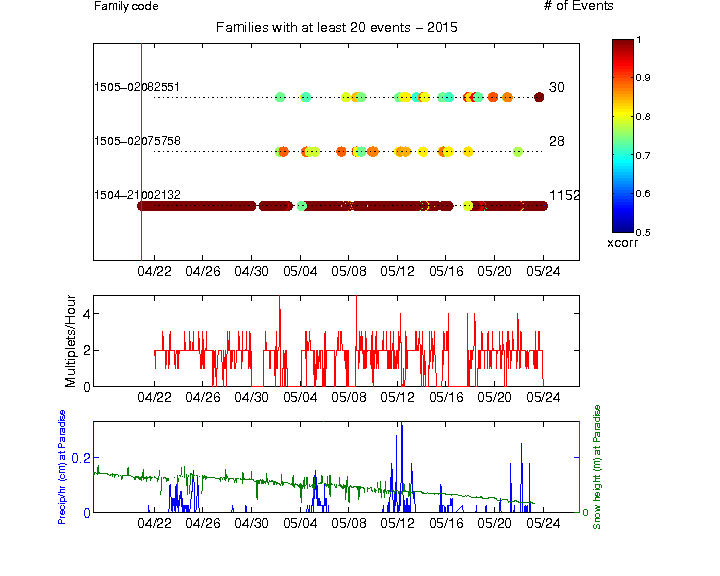 Family code
# of Events
Families with at least 20 events – 2015
1505–02082551
30
1505–02075758
28
1504–21002132
1152
04/22 04/26 04/30 05/04 05/08 05/12 05/16 05/20 05/24
1
0.9
0.8
0.7
0.6
0.5
xcorr
Multiplets/Hour
4
2
0
04/22 04/26 04/30 05/04 05/08 05/12 05/16 05/20 05/24
Precip/hr (cm) at Paradise
0.2
0
04/22 04/26 04/30 05/04 05/08 05/12 05/16 05/20 05/24
0
Snow height (m) at Paradise